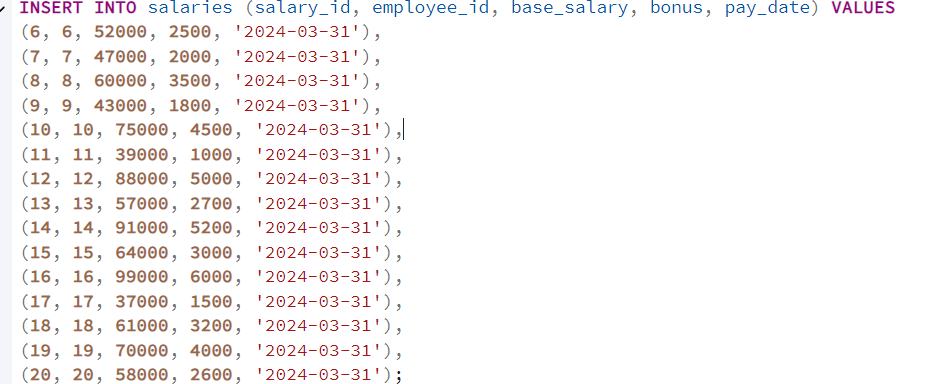 INSERT INTO salaries (salary_id, employee_id, base_salary, bonus, pay_date) VALUES
(6, 6, 52000, 2500, '2024-03-31'),
(7, 7, 47000, 2000, '2024-03-31'),
(8, 8, 60000, 3500, '2024-03-31'),
(9, 9, 43000, 1800, '2024-03-31'),
(10, 10, 75000, 4500, '2024-03-31'),
(11, 11, 39000, 1000, '2024-03-31'),
(12, 12, 88000, 5000, '2024-03-31'),
(13, 13, 57000, 2700, '2024-03-31'),
(14, 14, 91000, 5200, '2024-03-31'),
(15, 15, 64000, 3000, '2024-03-31'),
(16, 16, 99000, 6000, '2024-03-31'),
(17, 17, 37000, 1500, '2024-03-31'),
(18, 18, 61000, 3200, '2024-03-31'),
(19, 19, 70000, 4000, '2024-03-31'),
(20, 20, 58000, 2600, '2024-03-31');